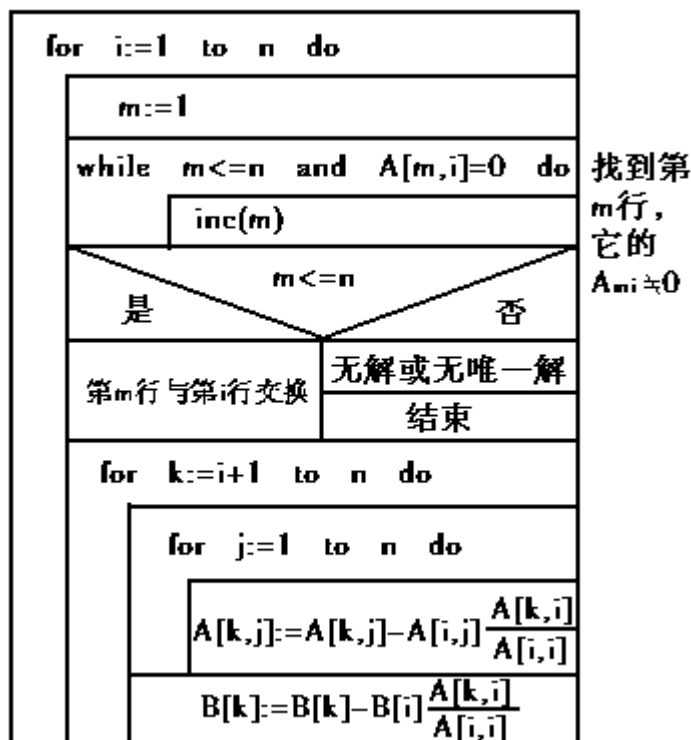 for i:=1 to n do
m:=1
while m<=n and A[m,i]=0 do
inc(m)
找到第
m行，
它的
Ami≒0
m<=n
是
否
第m行与第i行交换
无解或无唯一解
结束
for k:=i+1 to n do
for j:=1 to n do
A[k,j]:=A[k,j]-A[i,j]A[k,i]/A[i,i]
B[k]:=B[k]-B[i]A[k,i]/A[i,i]